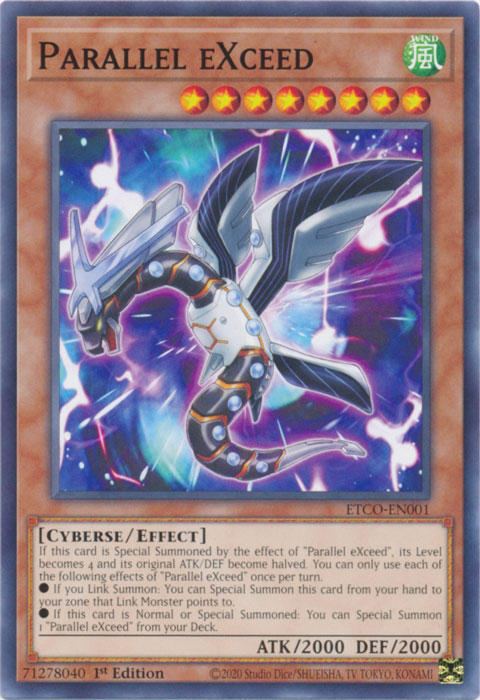 PARALLEL EXCEED
WIND
風
ETCO-EN001
[CYBERSE/EFFECT]
If this card is Special Summoned by the effect of "Parallel eXceed", its Level
becomes 4 and its original ATK/DEF become halved. You can only use each of
the following effects of "Parallel eXceed" once per turn.
● If you Link Summon: You can Special Summon this card from your hand to
your zone that Link Monster points to.
● If this card is Normal or Special Summoned: You can Special Summon
1 "Parallel eXceed" from your Deck.
ATK/2000 DEF/2000
71278040 1st Edition ©2020 Studio Dice/SHUEISHA, TV TOKYO, KONAMI